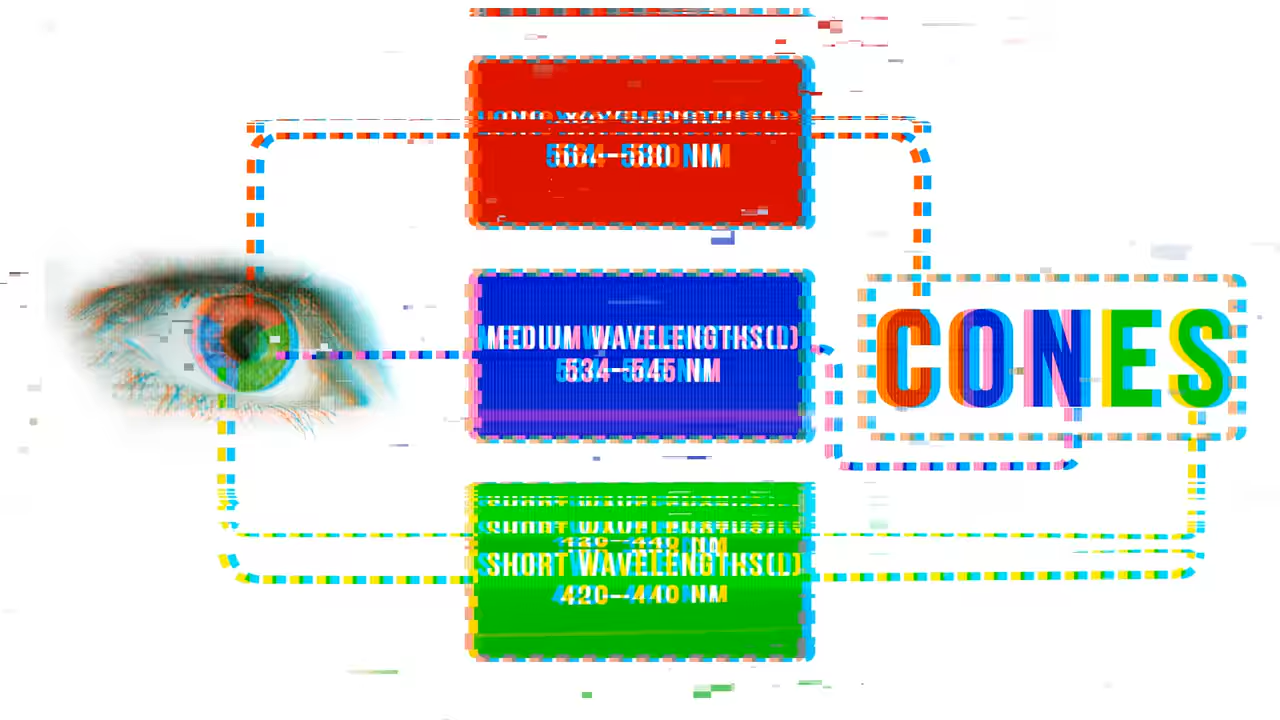 564–580 NM
MEDIUM WAVELENGTHS(L)
534–545 NM
SHORT WAVELENGTHS(L)
420–440 NM
CONES